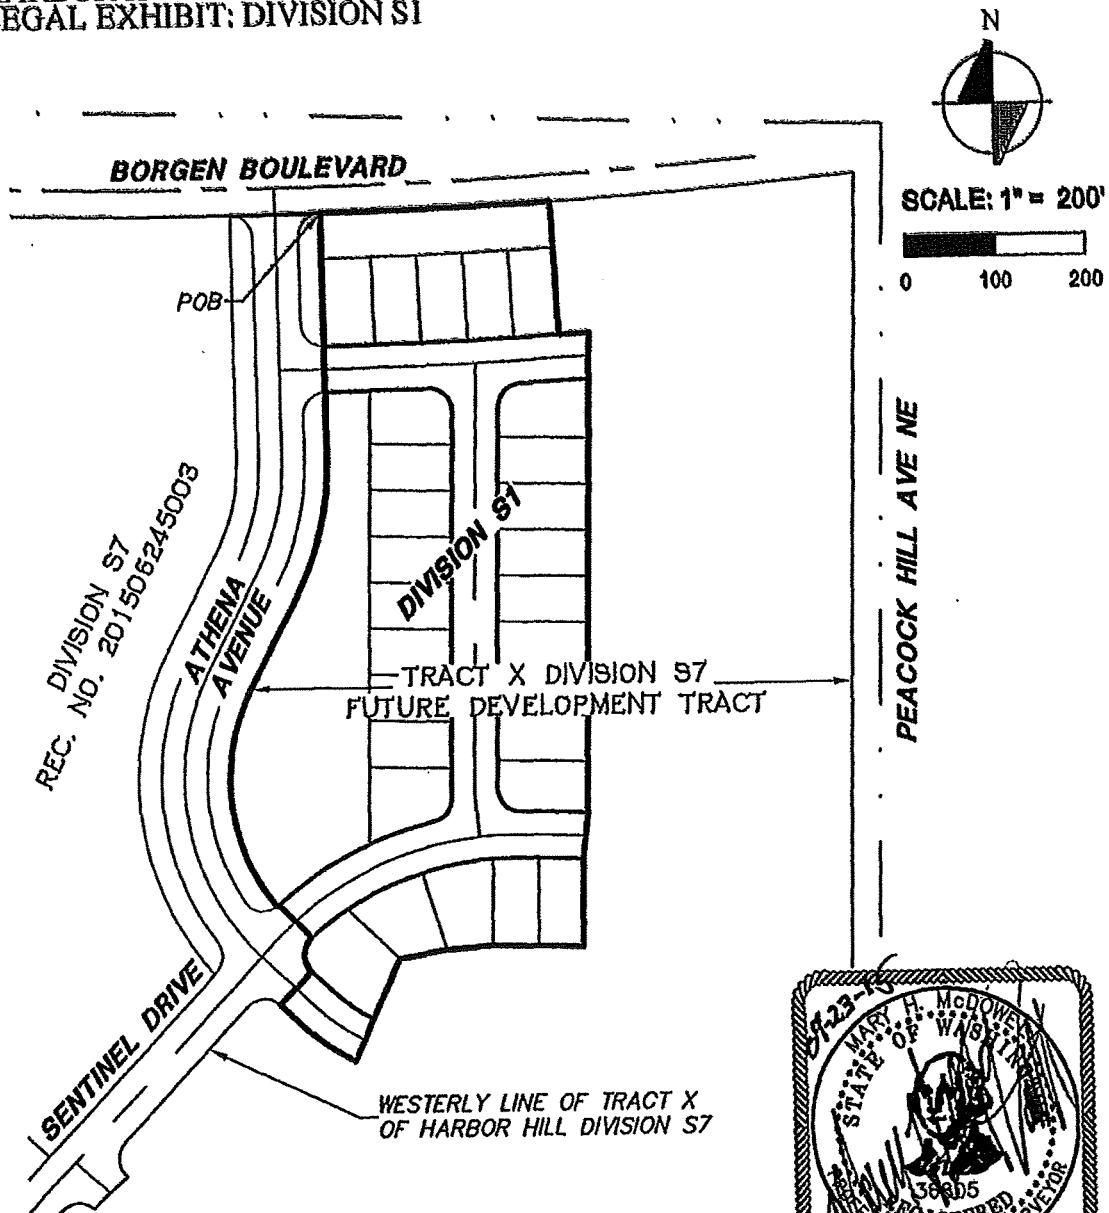 EGAL EXHIBIT: DIVISION S1
N
BORGEN BOULEVARD
SCALE: 1" = 200'
0 100 200
POB
DIVISION S7
REC. NO. 201506245003
ATHENA
AVENUE
DIVISION S1
TRACT X DIVISION S7
FUTURE DEVELOPMENT TRACT
PEACOCK HILL AVE NE
SENTINEL DRIVE
WESTERLY LINE OF TRACT X
OF HARBOR HILL DIVISION S7
MARY H. McDOWE
STATE OF WASHING